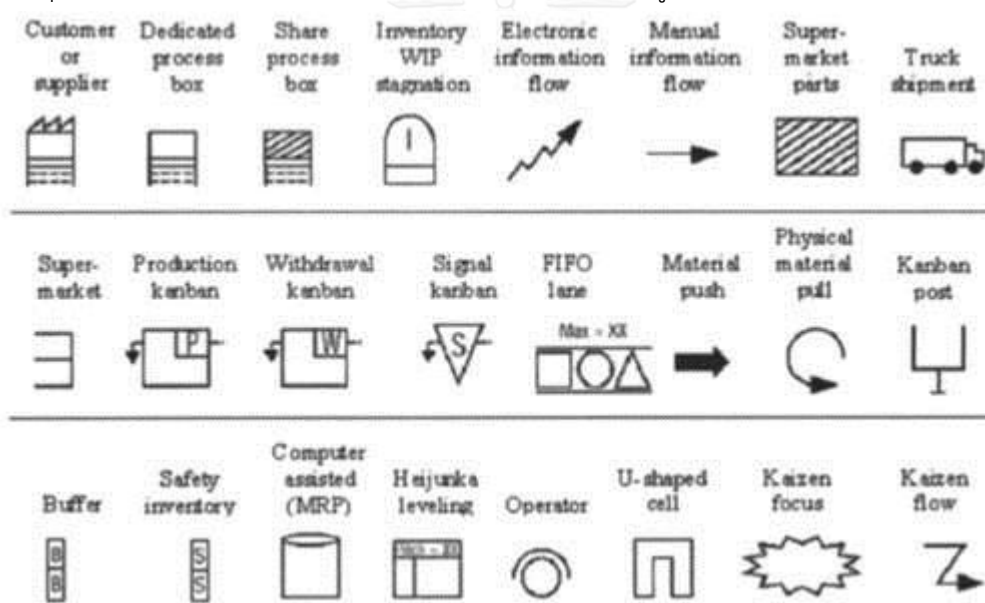 Customer
or
supplier
Dedicated
process
box
Share
process
box
Inventory
WIP
stagnation
Electronic
information
flow
Manual
information
flow
Super-
market
parts
Truck
shipment
I
Super-
market
Production
kanban
Withdrawal
kanban
Signal
kanban
FIFO
lane
Material
push
Physical
material
pull
Kanban
post
P
W
S
Max = XX
Buffer
Safety
inventory
Computer
assisted
(MRP)
Heijunka
leveling
Operator
U-shaped
cell
Kaizen
focus
Kaizen
flow
B
B
S
S